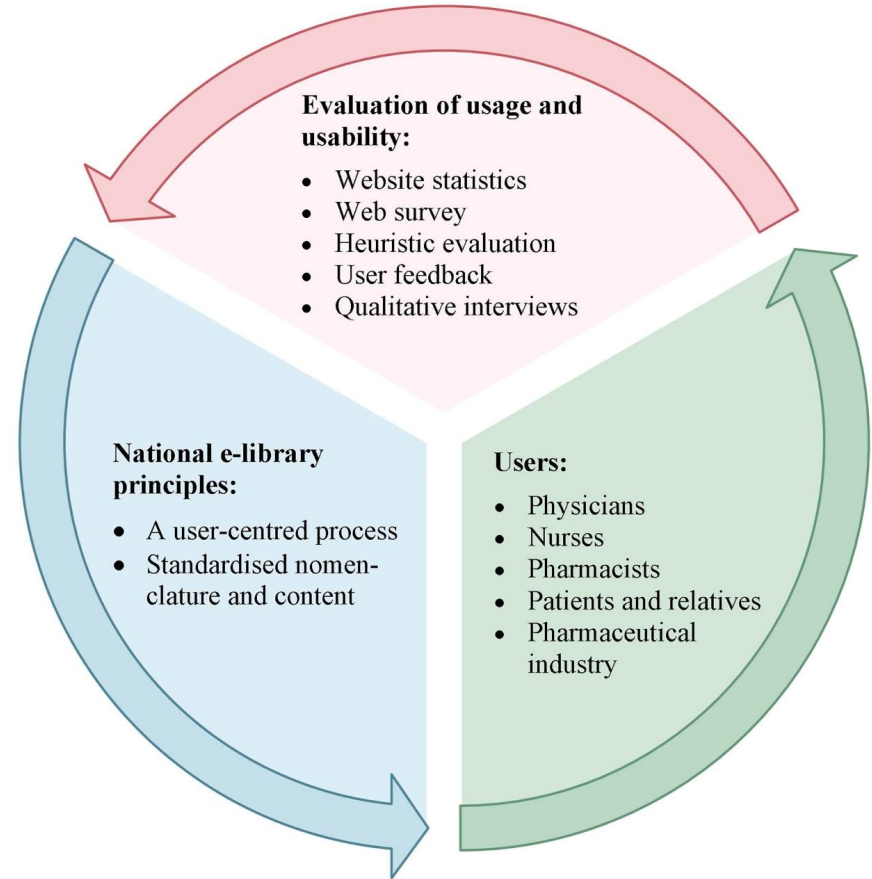 Evaluation of usage and
usability:
• Website statistics
• Web survey
• Heuristic evaluation
• User feedback
• Qualitative interviews
National e-library
principles:
• A user-centred process
• Standardised nomen-
clature and content
Users:
• Physicians
• Nurses
• Pharmacists
• Patients and relatives
• Pharmaceutical
industry